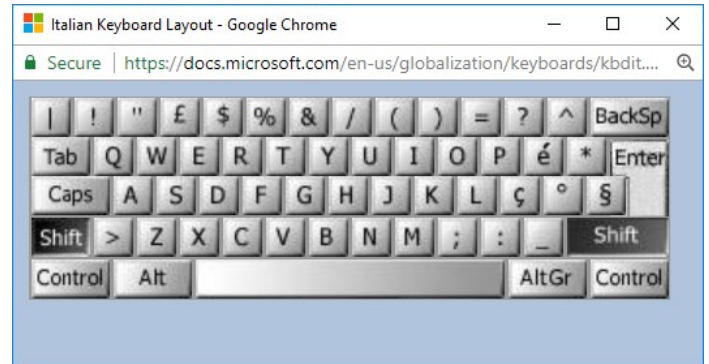 Italian Keyboard Layout - Google Chrome
Secure | https://docs.microsoft.com/en-us/globalization/keyboards/kbdit....
| ! " £ $ % & / ( ) = ? ^ BackSp
Tab Q W E R T Y U I O P é * Enter
Caps A S D F G H J K L ç ° §
Shift > Z X C V B N M ; : _ Shift
Control Alt AltGr Control